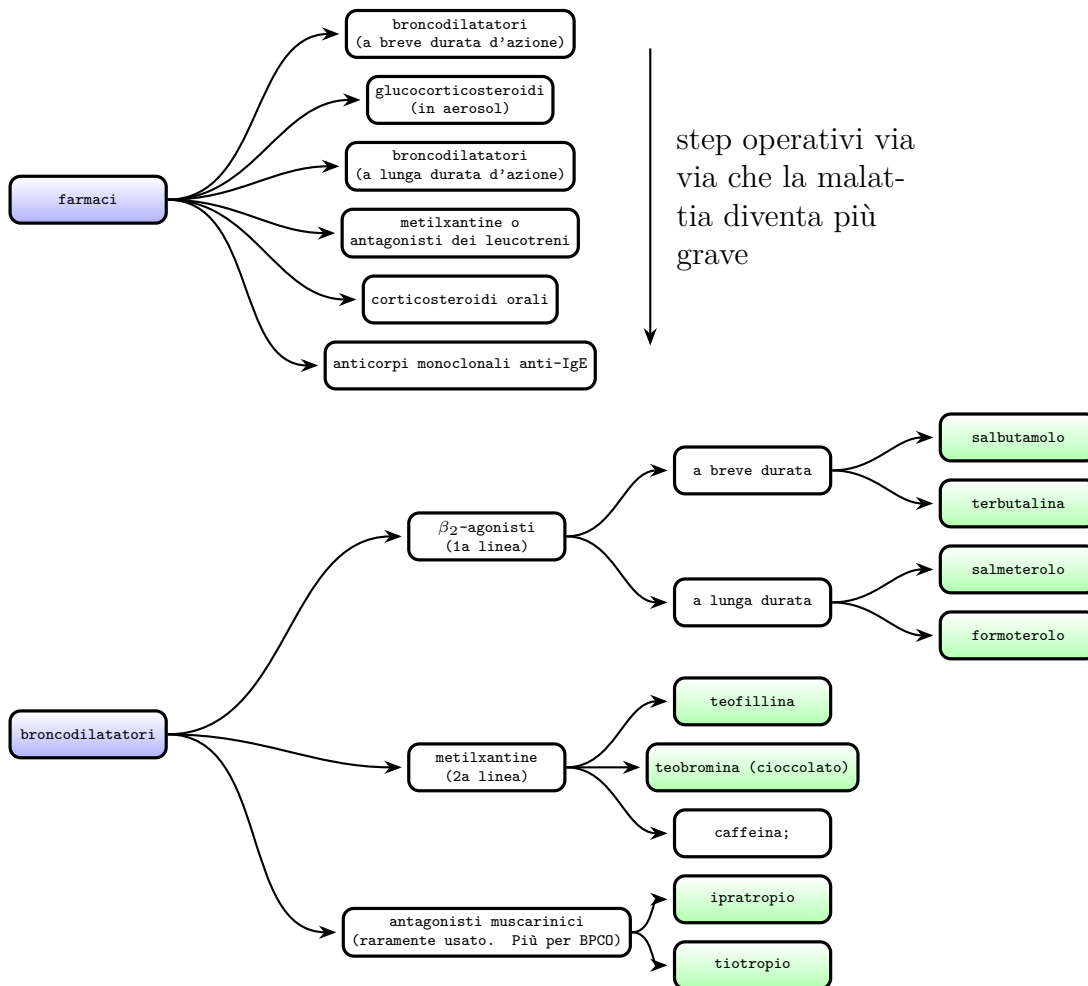 broncodilatatori
(a breve durata d'azione)
glucocorticosteroidi
(in aerosol)
broncodilatatori
(a lunga durata d'azione)
farmaci
metilxantine o
antagonisti dei leucotreni
corticosteroidi orali
anticorpi monoclonali anti-IgE
step operativi via
via che la malat-
tia diventa più
grave
broncodilatatori
β₂-agonisti
(1a linea)
a breve durata
salbutamolo
terbutalina
a lunga durata
salmeterolo
formoterolo
metilxantine
(2a linea)
teofillina
teobromina (cioccolato)
caffeina;
antagonisti muscarinici
(raramente usato. Più per BPCO)
ipratropio
tiotropio